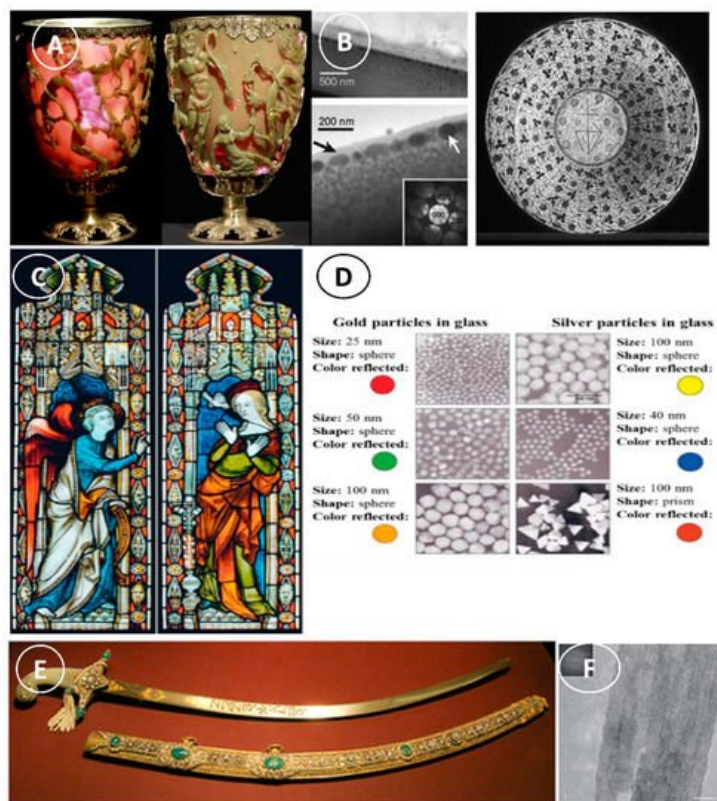 A
B
500 nm
200 nm
000
C
D
Gold particles in glass
Silver particles in glass
Size: 25 nm
Shape: sphere
Color reflected:
Size: 100 nm
Shape: sphere
Color reflected:
Size: 50 nm
Shape: sphere
Color reflected:
Size: 40 nm
Shape: sphere
Color reflected:
Size: 100 nm
Shape: sphere
Color reflected:
Size: 100 nm
Shape: prism
Color reflected:
E
F